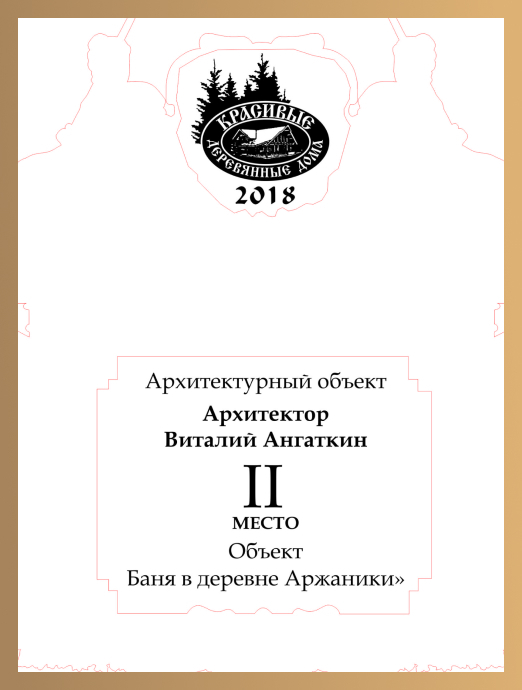 КРАСИВЫЕ
ДЕРЕВЯННЫЕ ДОМА
2018
Архитектурный объект
Архитектор
Виталий Ангаткин
II
МЕСТО
Объект
Баня в деревне Аржаники»